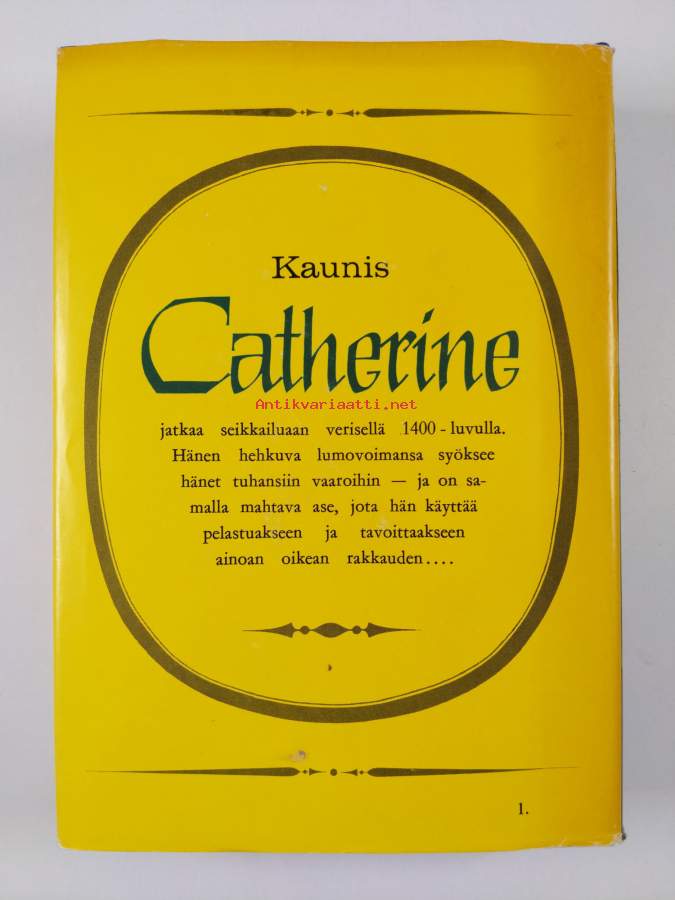 Kaunis
Catherine
Antikvariaatti.net
jatkaa seikkailuaan verisellä 1400-luvulla.
Hänen hehkuva lumovoimansa syöksee
hänet tuhansiin vaaroihin — ja on sa-
malla mahtava ase, jota hän käyttää
pelastuakseen ja tavoittaakseen
ainoan oikean rakkauden....
1.